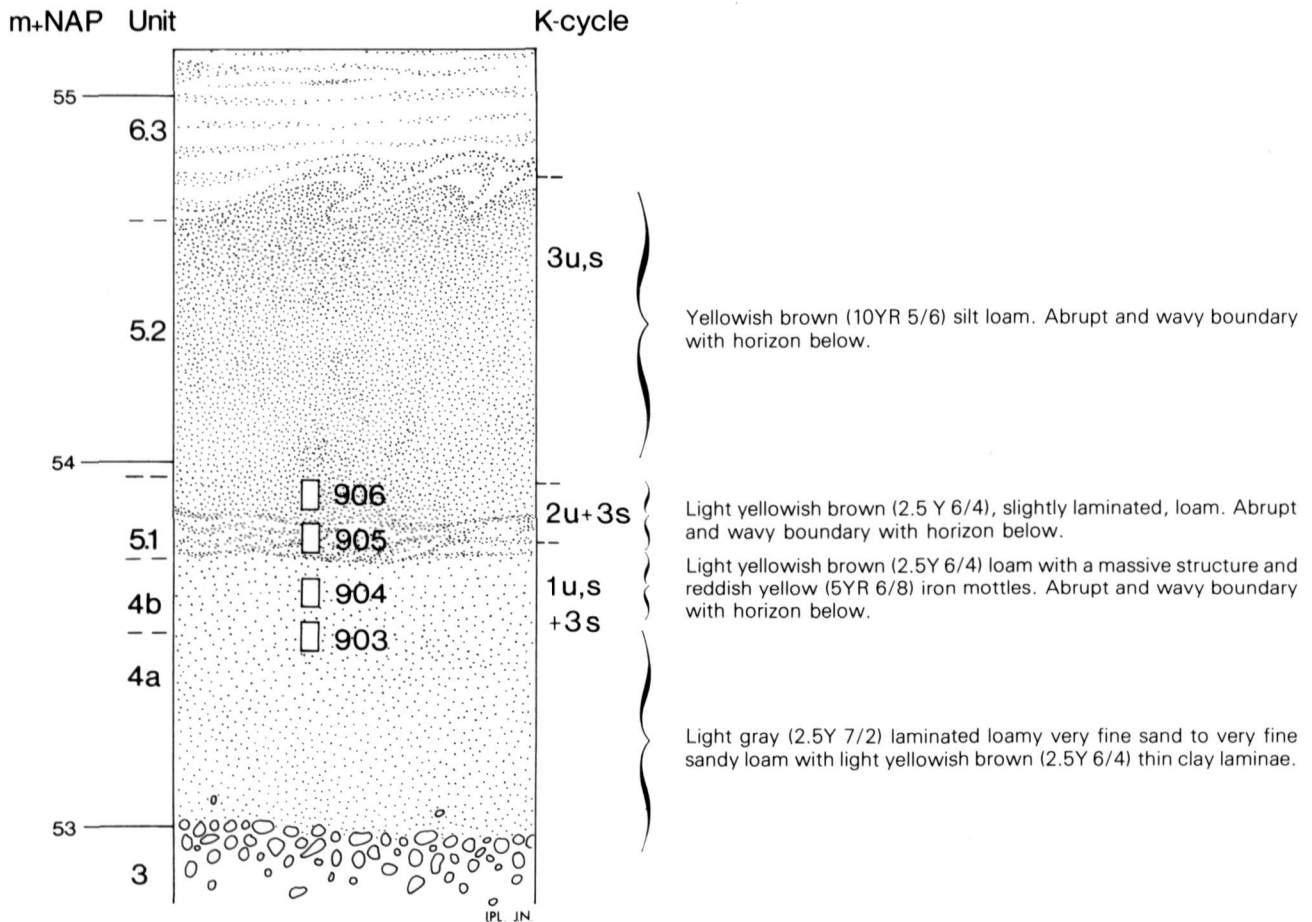 m+NAP Unit K-cycle
55
6.3
3u,s
5.2
Yellowish brown (10YR 5/6) silt loam. Abrupt and wavy boundary
with horizon below.
54
906
2u+3s
Light yellowish brown (2.5 Y 6/4), slightly laminated, loam. Abrupt
and wavy boundary with horizon below.
5.1
905
Light yellowish brown (2.5Y 6/4) loam with a massive structure and
reddish yellow (5YR 6/8) iron mottles. Abrupt and wavy boundary
with horizon below.
4b
904
1u,s
+3s
903
4a
Light gray (2.5Y 7/2) laminated loamy very fine sand to very fine
sandy loam with light yellowish brown (2.5Y 6/4) thin clay laminae.
53
3
IPL. J.N.